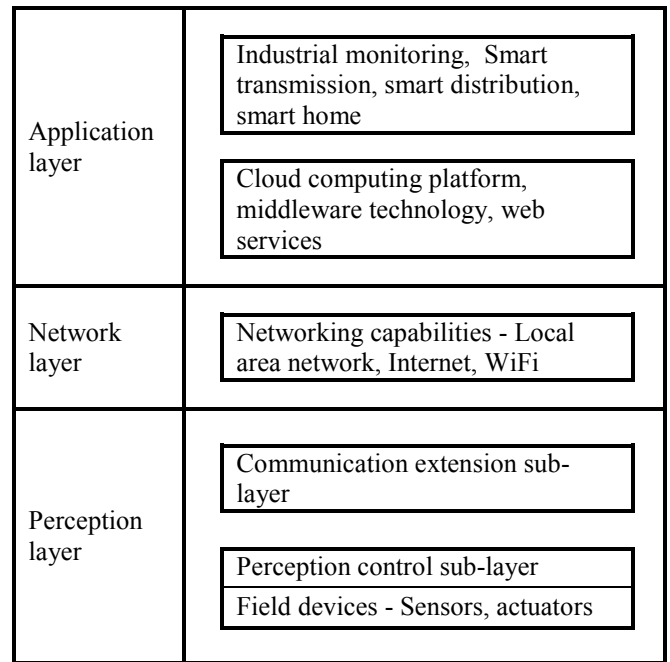 Application
layer
Industrial monitoring,  Smart
transmission, smart distribution,
smart home
Cloud computing platform,
middleware technology, web
services
Network
layer
Networking capabilities - Local
area network, Internet, WiFi
Perception
layer
Communication extension sub-
layer
Perception control sub-layer
Field devices - Sensors, actuators